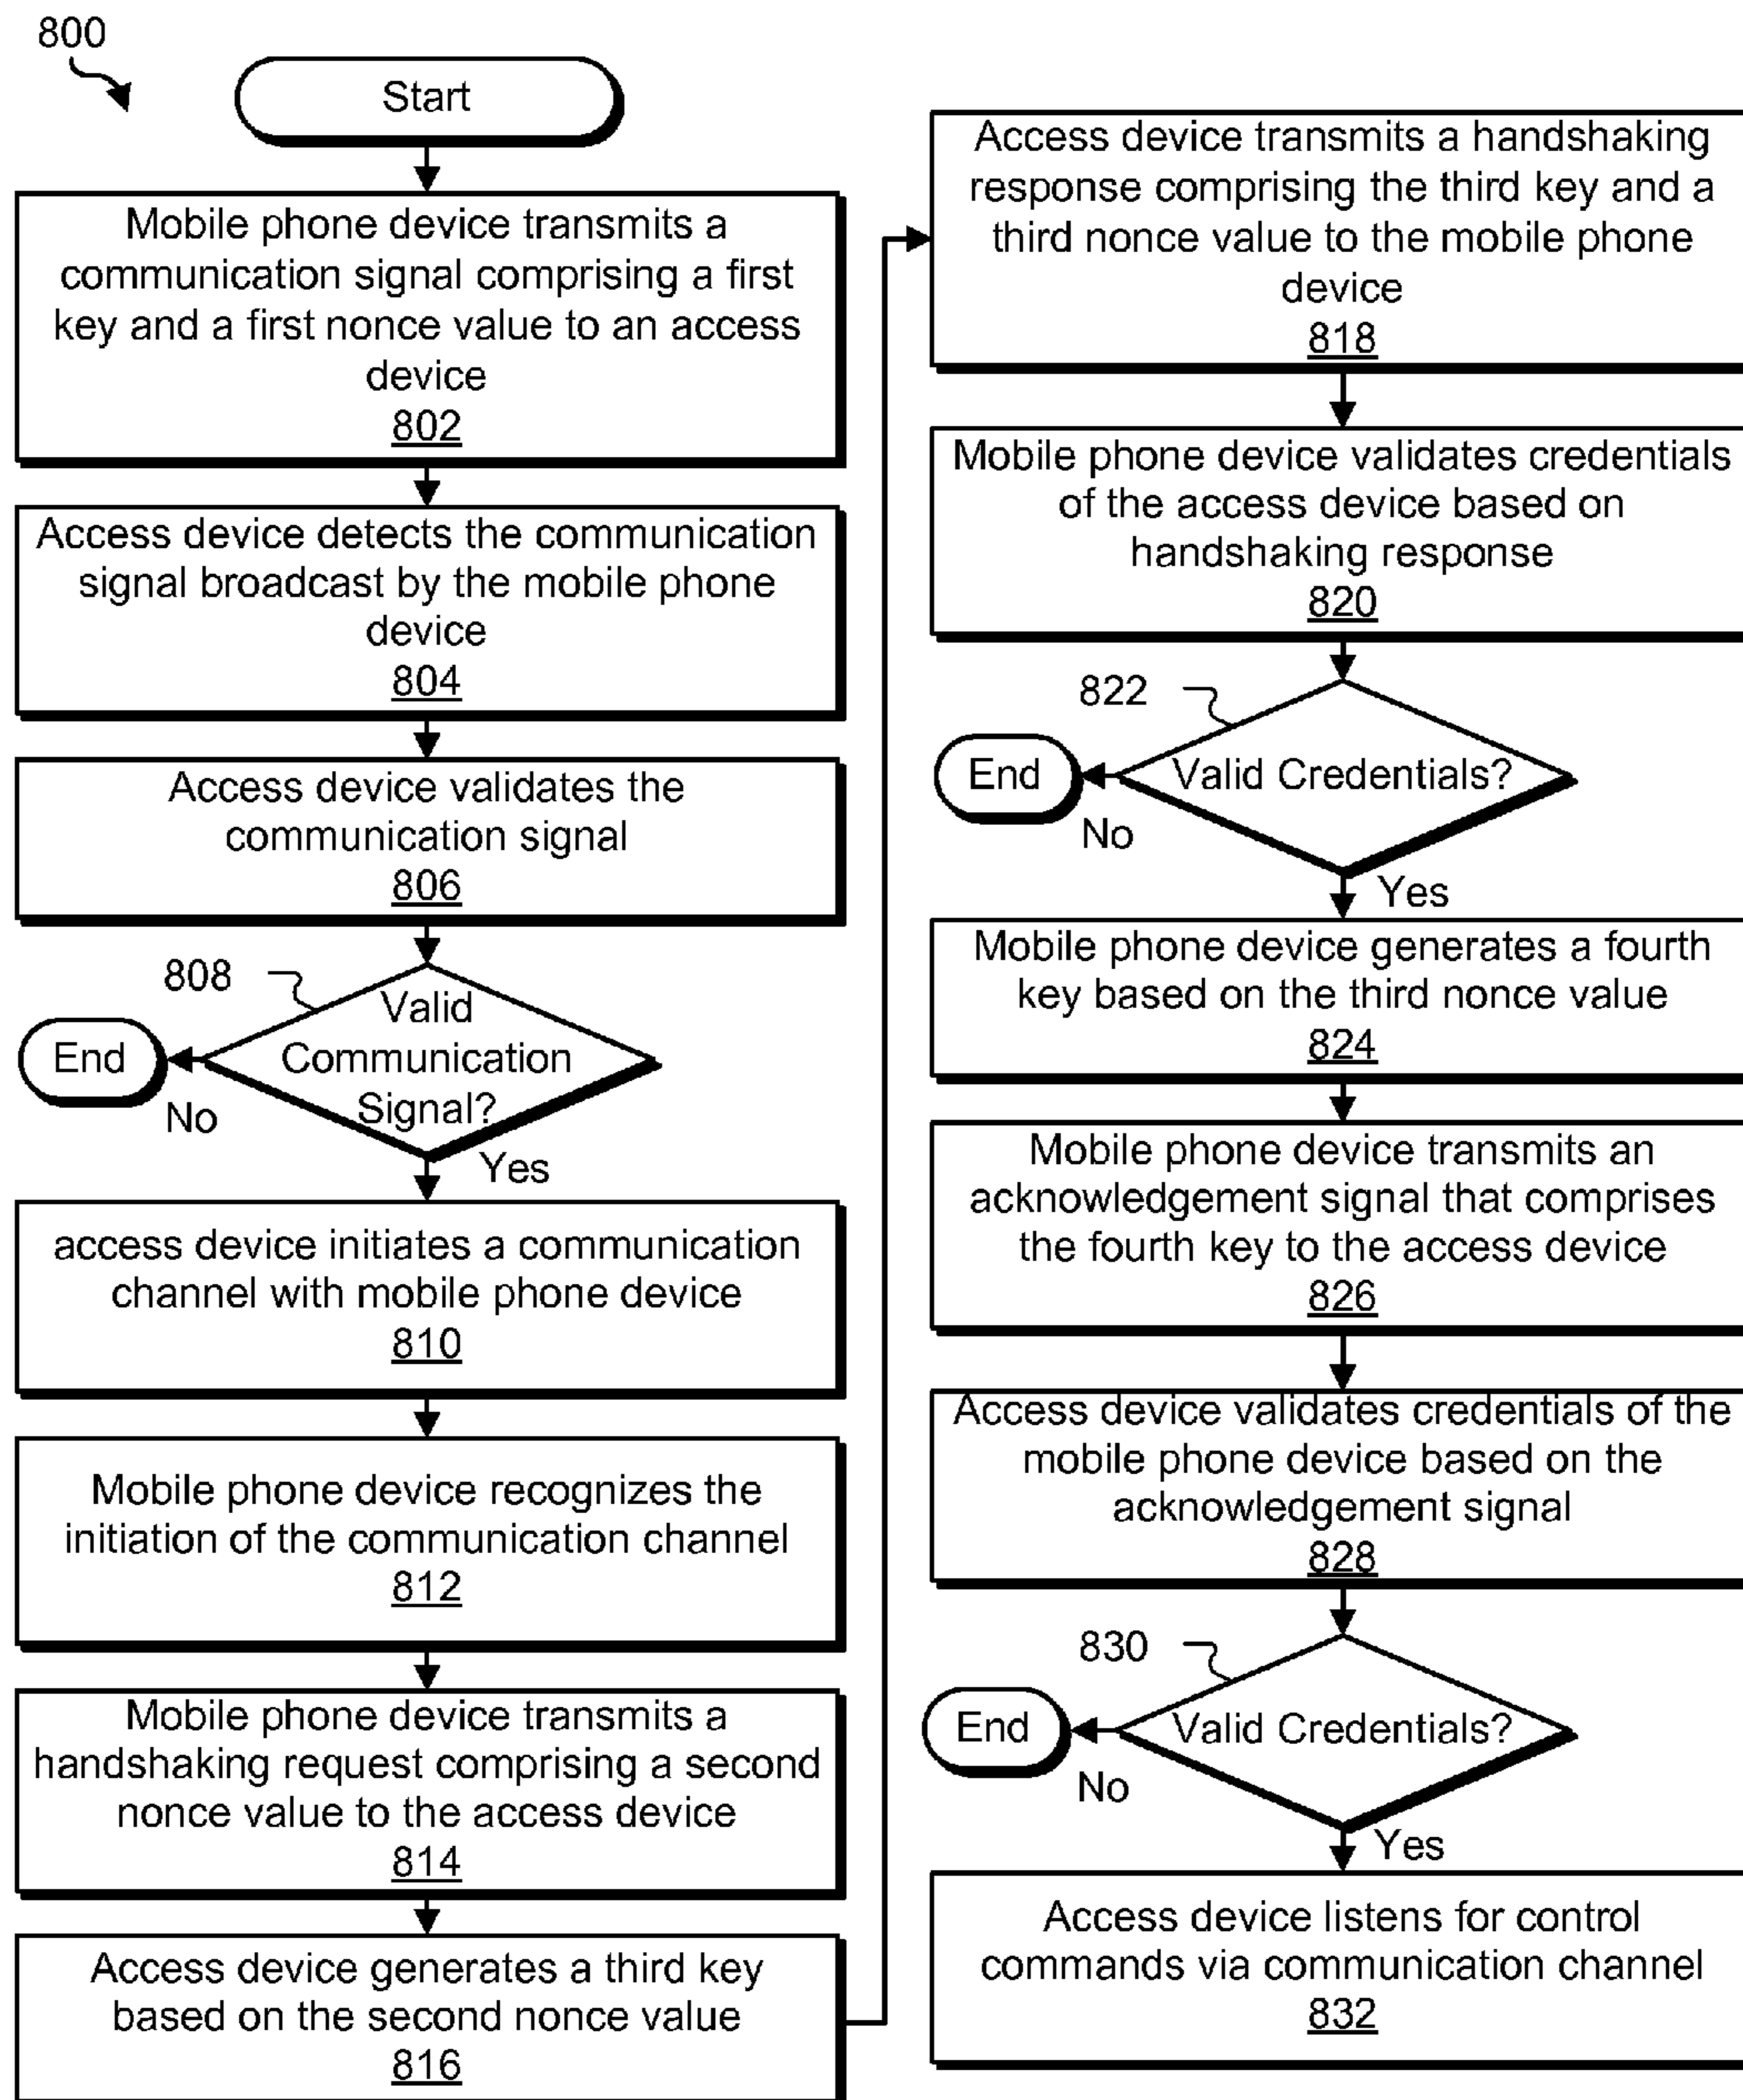 800
Start
Mobile phone device transmits a
communication signal comprising a first
key and a first nonce value to an access
device
802
Access device detects the communication
signal broadcast by the mobile phone
device
804
Access device validates the
communication signal
806
808
Valid
Communication
Signal?
End
No
Yes
access device initiates a communication
channel with mobile phone device
810
Mobile phone device recognizes the
initiation of the communication channel
812
Mobile phone device transmits a
handshaking request comprising a second
nonce value to the access device
814
Access device generates a third key
based on the second nonce value
816
Access device transmits a handshaking
response comprising the third key and a
third nonce value to the mobile phone
device
818
Mobile phone device validates credentials
of the access device based on
handshaking response
820
822
Valid Credentials?
End
No
Yes
Mobile phone device generates a fourth
key based on the third nonce value
824
Mobile phone device transmits an
acknowledgement signal that comprises
the fourth key to the access device
826
Access device validates credentials of the
mobile phone device based on the
acknowledgement signal
828
830
Valid Credentials?
End
No
Yes
Access device listens for control
commands via communication channel
832